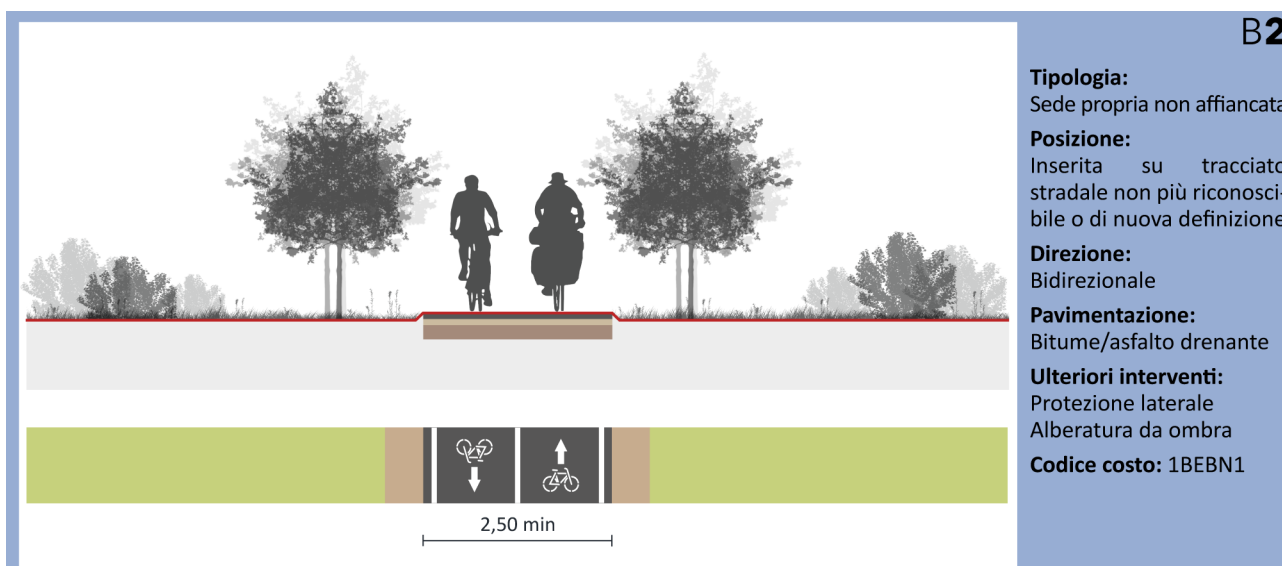 B2
Tipologia:
Sede propria non affiancata
Posizione:
Inserita su tracciato
stradale non più riconosci-
bile o di nuova definizione
Direzione:
Bidirezionale
Pavimentazione:
Bitume/asfalto drenante
Ulteriori interventi:
Protezione laterale
Alberatura da ombra
Codice costo: 1BEBN1
2,50 min